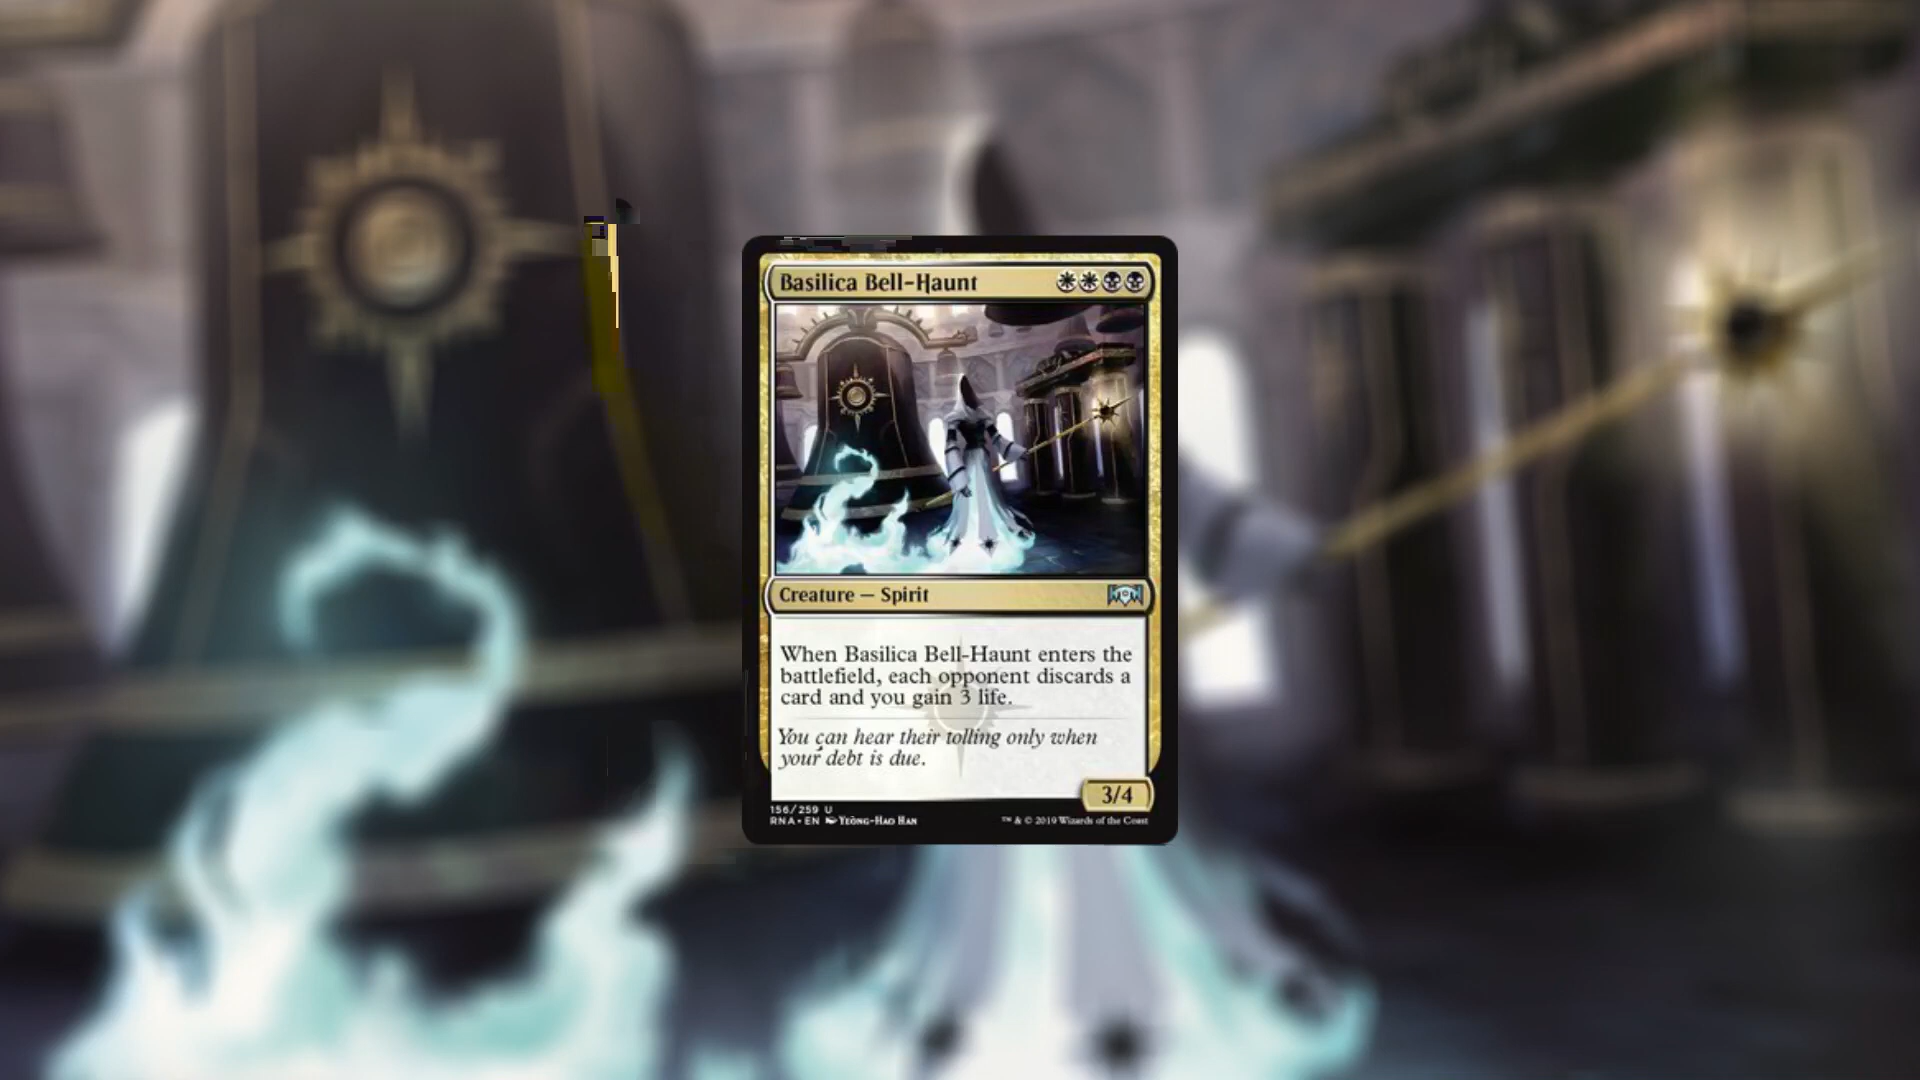 Basilica Bell-Haunt
Creature — Spirit
When Basilica Bell-Haunt enters the
battlefield, each opponent discards a
card and you gain 3 life.
You can hear their tolling only when
your debt is due.
3/4
156/259 U
RNA • EN Yeong-Hao Han
™ & © 2019 Wizards of the Coast